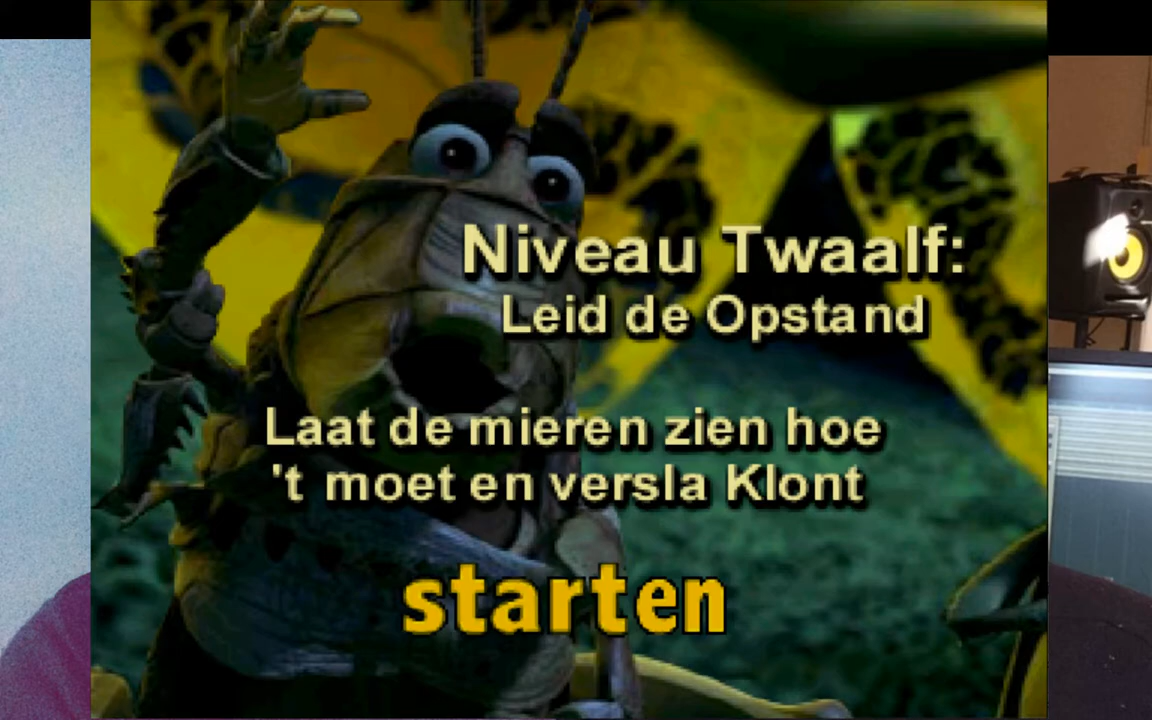 Niveau Twaalf:
Leid de Opstand
Laat de mieren zien hoe
't moet en versla Klont
starten